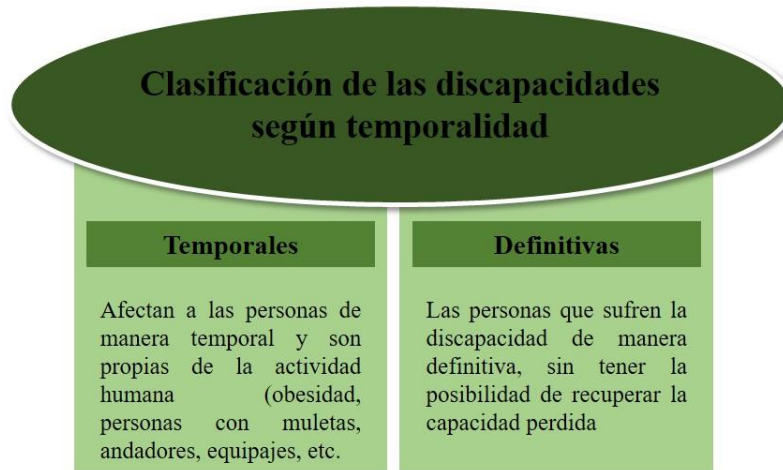 Clasificación de las discapacidades
según temporalidad
Temporales
Afectan a las personas de
manera temporal y son
propias de la actividad
humana (obesidad,
personas con muletas,
andadores, equipajes, etc.
Definitivas
Las personas que sufren la
discapacidad de manera
definitiva, sin tener la
posibilidad de recuperar la
capacidad perdida